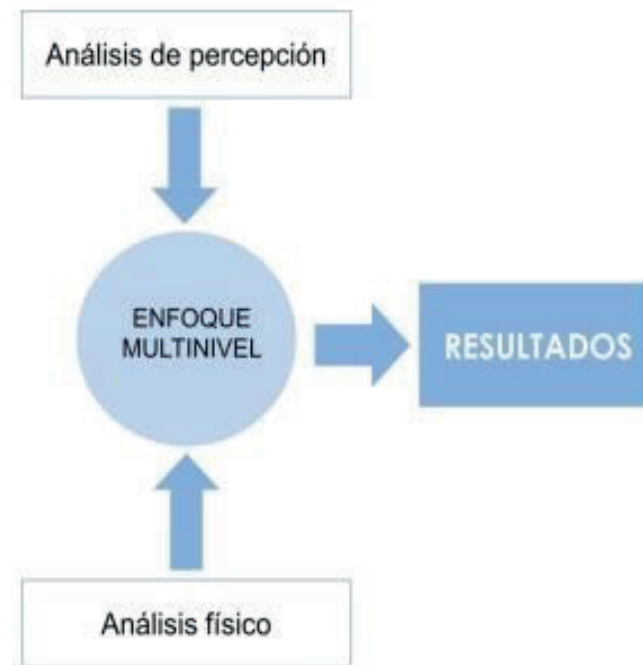 Análisis de percepción
ENFOQUE
MULTINIVEL
RESULTADOS
Análisis físico